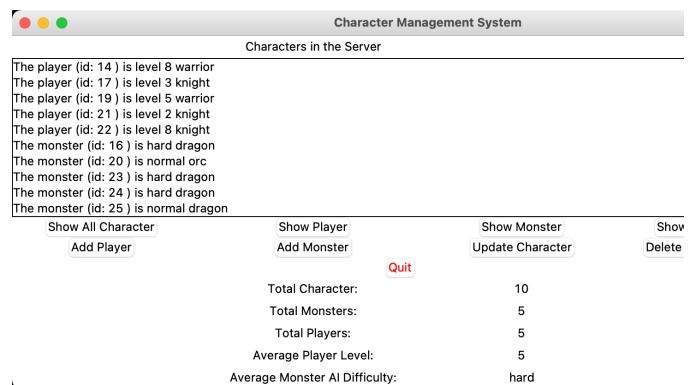 Character Management System
Characters in the Server
The player (id: 14 ) is level 8 warrior
The player (id: 17 ) is level 3 knight
The player (id: 19 ) is level 5 warrior
The player (id: 21 ) is level 2 knight
The player (id: 22 ) is level 8 knight
The monster (id: 16 ) is hard dragon
The monster (id: 20 ) is normal orc
The monster (id: 23 ) is hard dragon
The monster (id: 24 ) is hard dragon
The monster (id: 25 ) is normal dragon
Show All Character Show Player Show Monster Show
Add Player Add Monster Update Character Delete
Quit
Total Character: 10
Total Monsters: 5
Total Players: 5
Average Player Level: 5
Average Monster AI Difficulty: hard